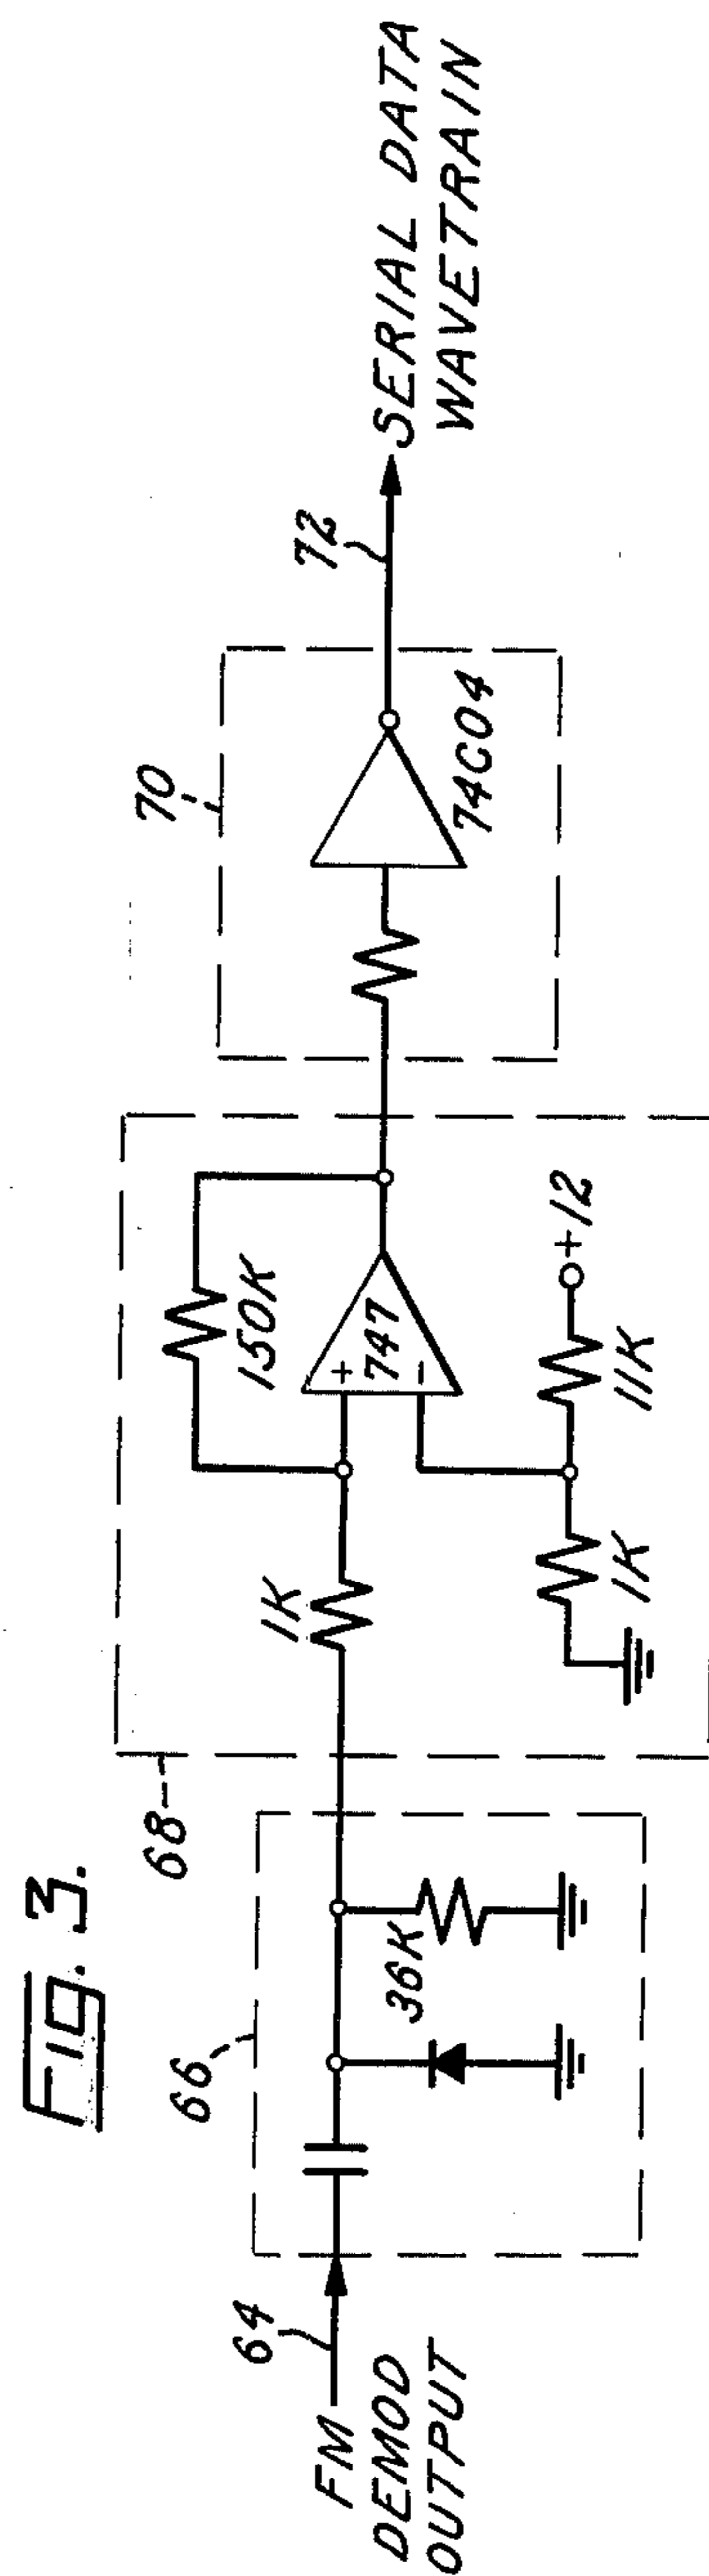 Fig. 3.
64
FM
DEMOD
OUTPUT
66
36K
68
1K
150K
+
747
-
1K
11K
+12
70
74C04
72
SERIAL DATA
WAVETRAIN